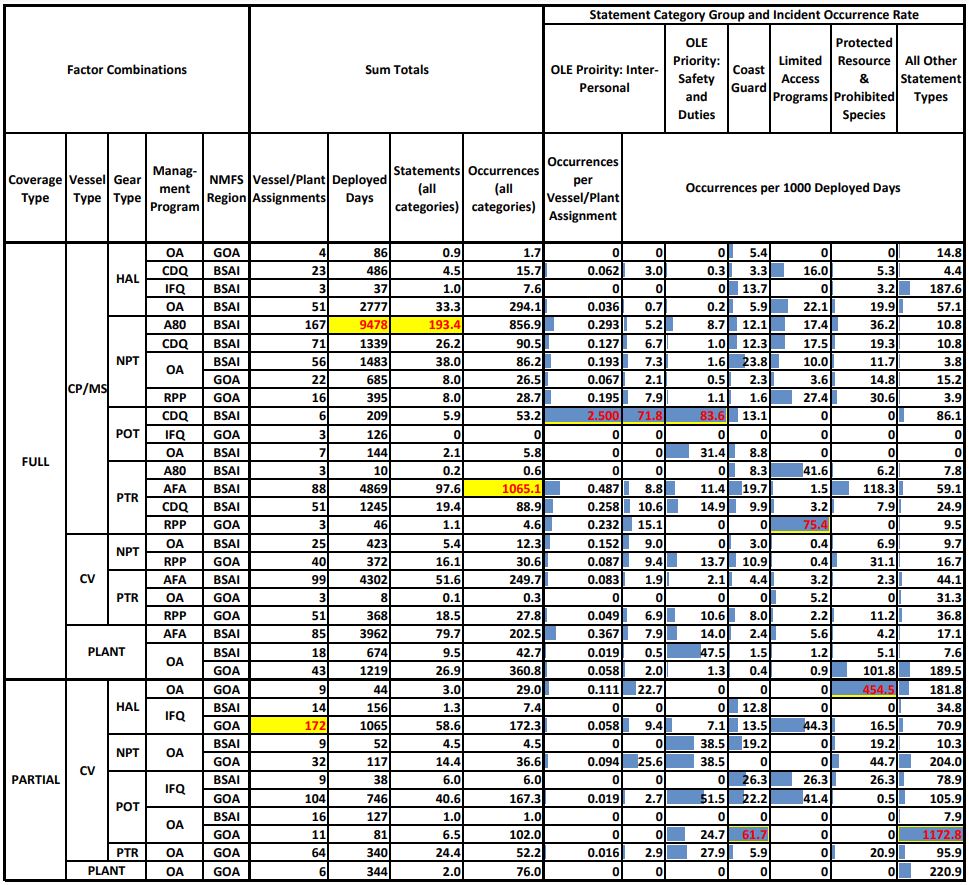 Statement Category Group and Incident Occurrence Rate
Factor Combinations Sum Totals OLE Proirity: Inter-Personal OLE Priority: Safety and Duties Coast Guard Limited Access Programs Protected Resource & Prohibited Species All Other Statement Types
Coverage Type Vessel Type Gear Type Manag-ment Program NMFS Region Vessel/Plant Assignments Deployed Days Statements (all categories) Occurrences (all categories) Occurrences per Vessel/Plant Assignment Occurrences per 1000 Deployed Days
FULL CP/MS HAL OA GOA 4 86 0.9 1.7 0 0 0 5.4 0 0 14.8
CDQ BSAI 23 486 4.5 15.7 0.062 3.0 0.3 3.3 16.0 5.3 4.4
IFQ BSAI 3 37 1.0 7.6 0 0 0 13.7 0 3.2 187.6
OA BSAI 51 2777 33.3 294.1 0.036 0.7 0.2 5.9 22.1 19.9 57.1
NPT A80 BSAI 167 9478 193.4 856.9 0.293 5.2 8.7 12.1 17.4 36.2 10.8
CDQ BSAI 71 1339 26.2 90.5 0.127 6.7 1.0 12.3 17.5 19.3 10.8
OA BSAI 56 1483 38.0 86.2 0.193 7.3 1.6 23.8 10.0 11.7 3.8
GOA 22 685 8.0 26.5 0.067 2.1 0.5 2.3 3.6 14.8 15.2
RPP GOA 16 395 8.0 28.7 0.195 7.9 1.1 1.6 27.4 30.6 3.9
POT CDQ BSAI 6 209 5.9 53.2 2.500 71.8 83.6 13.1 0 0 86.1
IFQ GOA 3 126 0 0 0 0 0 0 0 0 0
OA BSAI 7 144 2.1 5.8 0 0 31.4 8.8 0 0 0
PTR A80 BSAI 3 10 0.2 0.6 0 0 0 8.3 41.6 6.2 7.8
AFA BSAI 88 4869 97.6 1065.1 0.487 8.8 11.4 19.7 1.5 118.3 59.1
CDQ BSAI 51 1245 19.4 88.9 0.258 10.6 14.9 9.9 3.2 7.9 24.9
RPP GOA 3 46 1.1 4.6 0.232 15.1 0 0 75.4 0 9.5
CV NPT OA BSAI 25 423 5.4 12.3 0.152 9.0 0 3.0 0.4 6.9 9.7
RPP GOA 40 372 16.1 30.6 0.087 9.4 13.7 10.9 0.4 31.1 16.7
PTR AFA BSAI 99 4302 51.6 249.7 0.083 1.9 2.1 4.4 3.2 2.3 44.1
OA GOA 3 8 0.1 0.3 0 0 0 0 5.2 0 31.3
RPP GOA 51 368 18.5 27.8 0.049 6.9 10.6 8.0 2.2 11.2 36.8
PLANT AFA BSAI 85 3962 79.7 202.5 0.367 7.9 14.0 2.4 5.6 4.2 17.1
OA BSAI 18 674 9.5 42.7 0.019 0.5 47.5 1.5 1.2 5.1 7.6
GOA 43 1219 26.9 360.8 0.058 2.0 1.3 0.4 0.9 101.8 189.5
PARTIAL CV HAL OA GOA 9 44 3.0 29.0 0.111 22.7 0 0 0 454.5 181.8
IFQ BSAI 14 156 1.3 7.4 0 0 0 12.8 0 0 34.8
GOA 172 1065 58.6 172.3 0.058 9.4 7.1 13.5 44.3 16.5 70.9
NPT OA BSAI 9 52 4.5 4.5 0 0 38.5 19.2 0 19.2 10.3
GOA 32 117 14.4 36.6 0.094 25.6 38.5 0 0 44.7 204.0
POT IFQ BSAI 9 38 6.0 6.0 0 0 0 26.3 26.3 26.3 78.9
GOA 104 746 40.6 167.3 0.019 2.7 51.5 22.2 41.4 0.5 105.9
OA BSAI 16 127 1.0 1.0 0 0 0 0 0 0 7.9
GOA 11 81 6.5 102.0 0 0 24.7 61.7 0 0 1172.8
PTR OA GOA 64 340 24.4 52.2 0.016 2.9 27.9 5.9 0 20.9 95.9
PLANT OA GOA 6 344 2.0 76.0 0 0 0 0 0 0 220.9